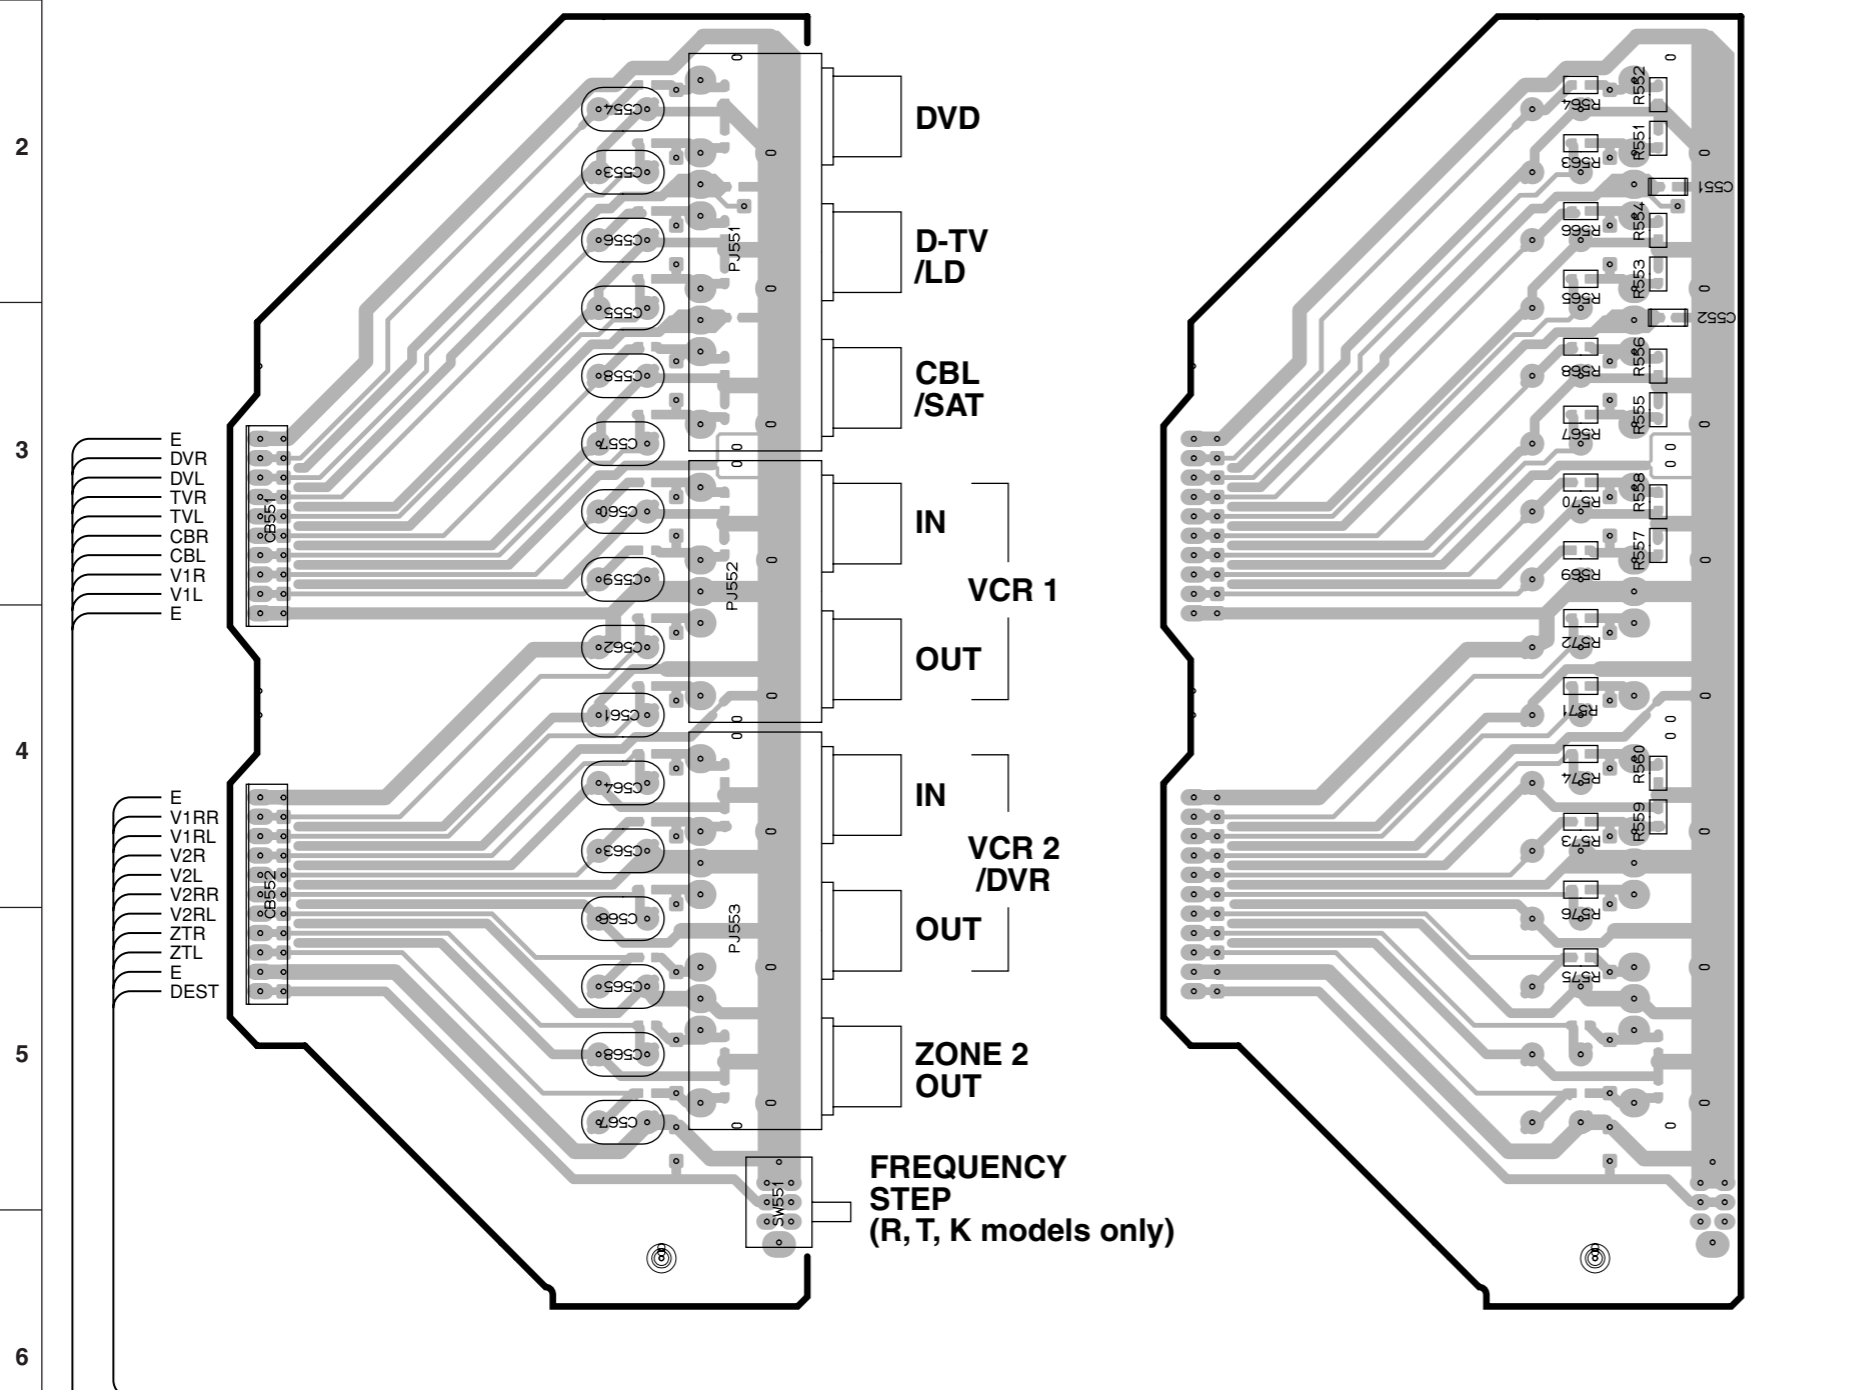 2
3
4
5
6
E
DVR
DVL
TVR
TVL
CBR
CBL
V1R
V1L
E
E
V1RR
V1RL
V2R
V2L
V2RR
V2RL
ZTR
ZTL
E
DEST
CB551
CB552
C554
C553
C556
C555
C558
C557
C560
C559
C562
C561
C564
C563
C566
C565
C568
C567
PJ551
PJ552
PJ553
SW551
DVD
D-TV
/LD
CBL
/SAT
IN
VCR 1
OUT
IN
VCR 2
/DVR
OUT
ZONE 2
OUT
FREQUENCY
STEP
(R, T, K models only)
R564
R552
R563
R551
C551
R566
R554
R565
R553
C552
R568
R556
R567
R555
R570
R558
R569
R557
R572
R571
R574
R560
R573
R559
R576
R575